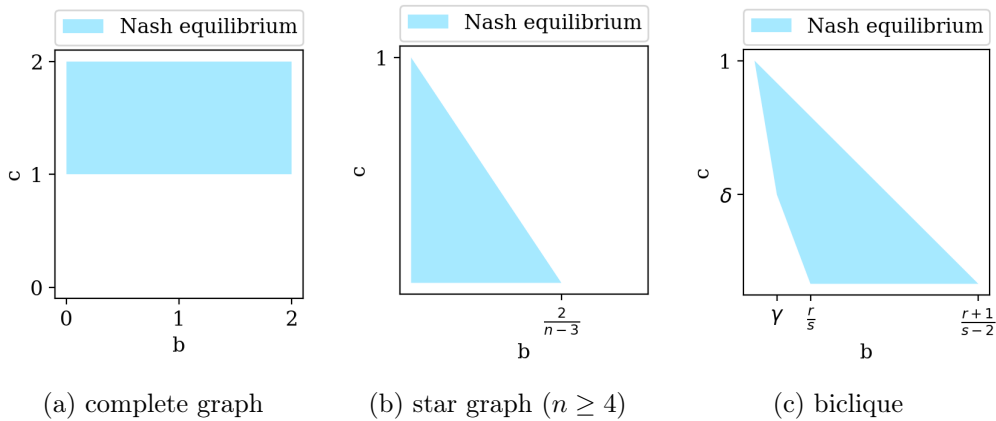 Nash equilibrium
2
1
0
c
0 1 2
b
(a) complete graph
Nash equilibrium
1
c
2/(n − 3)
b
(b) star graph (n ≥ 4)
Nash equilibrium
1
δ
c
γ r/s (r+1)/(s−2)
b
(c) biclique